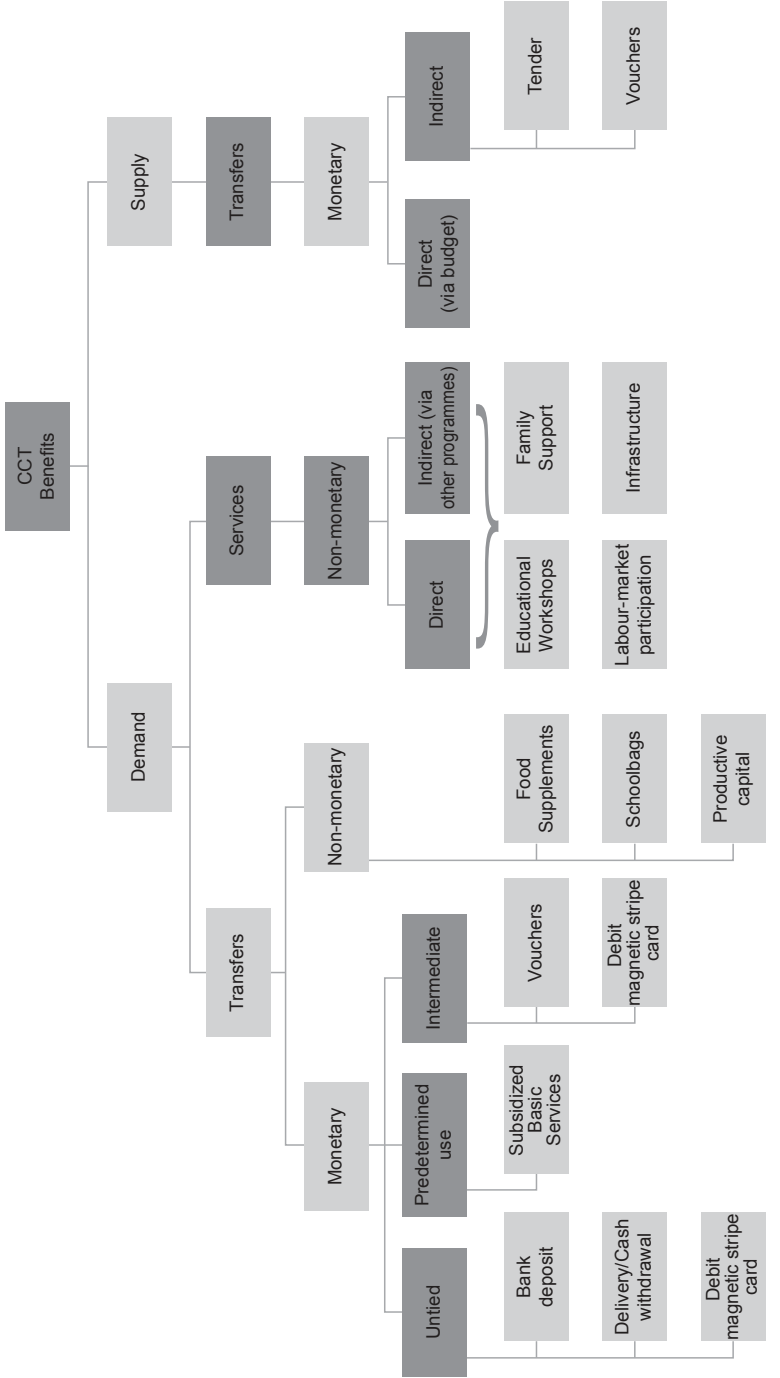 CCT
Benefits
Demand
Supply
Transfers
Services
Transfers
Monetary
Non-monetary
Non-monetary
Monetary
Untied
Predetermined
use
Intermediate
Direct
Indirect (via
other programmes)
Direct
(via budget)
Indirect
Bank
deposit
Subsidized
Basic
Services
Vouchers
Food
Supplements
Educational
Workshops
Family
Support
Tender
Delivery/Cash
withdrawal
Debit
magnetic stripe
card
Schoolbags
Labour-market
participation
Infrastructure
Vouchers
Debit
magnetic stripe
card
Productive
capital